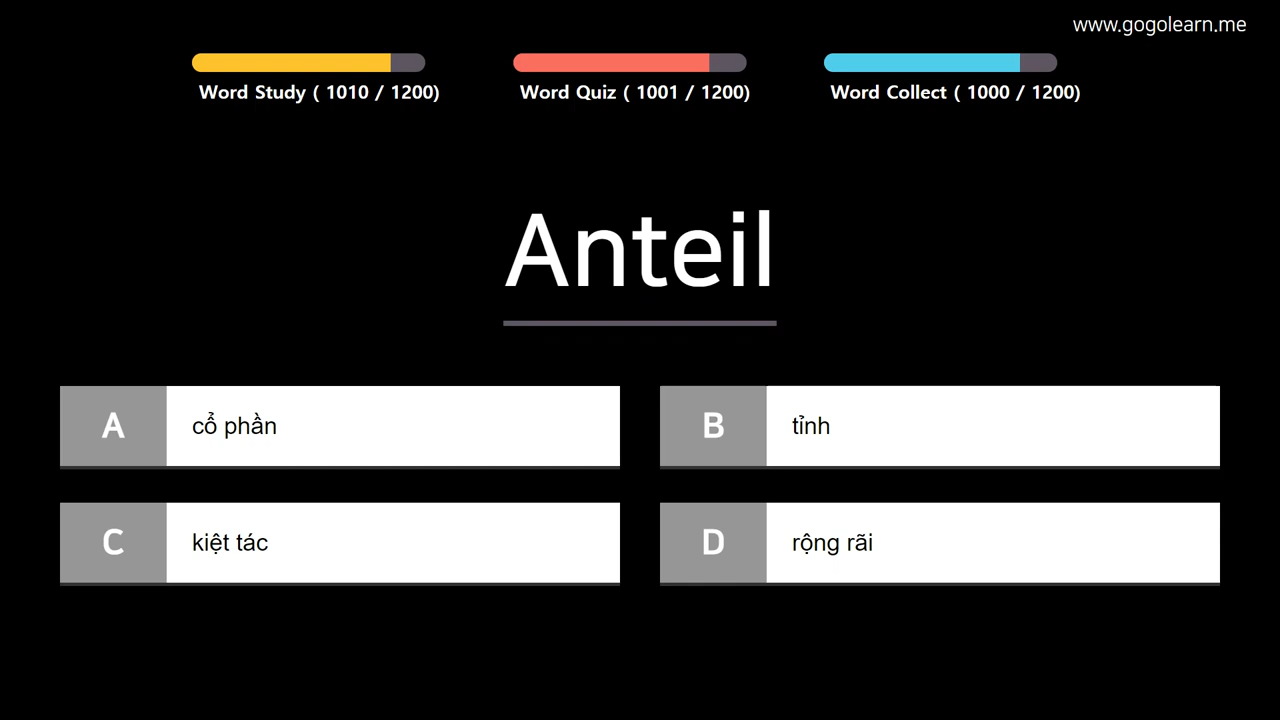 www.gogolearn.me
Word Study ( 1010 / 1200)
Word Quiz ( 1001 / 1200)
Word Collect ( 1000 / 1200)
Anteil
A
cổ phần
B
tỉnh
C
kiệt tác
D
rộng rãi